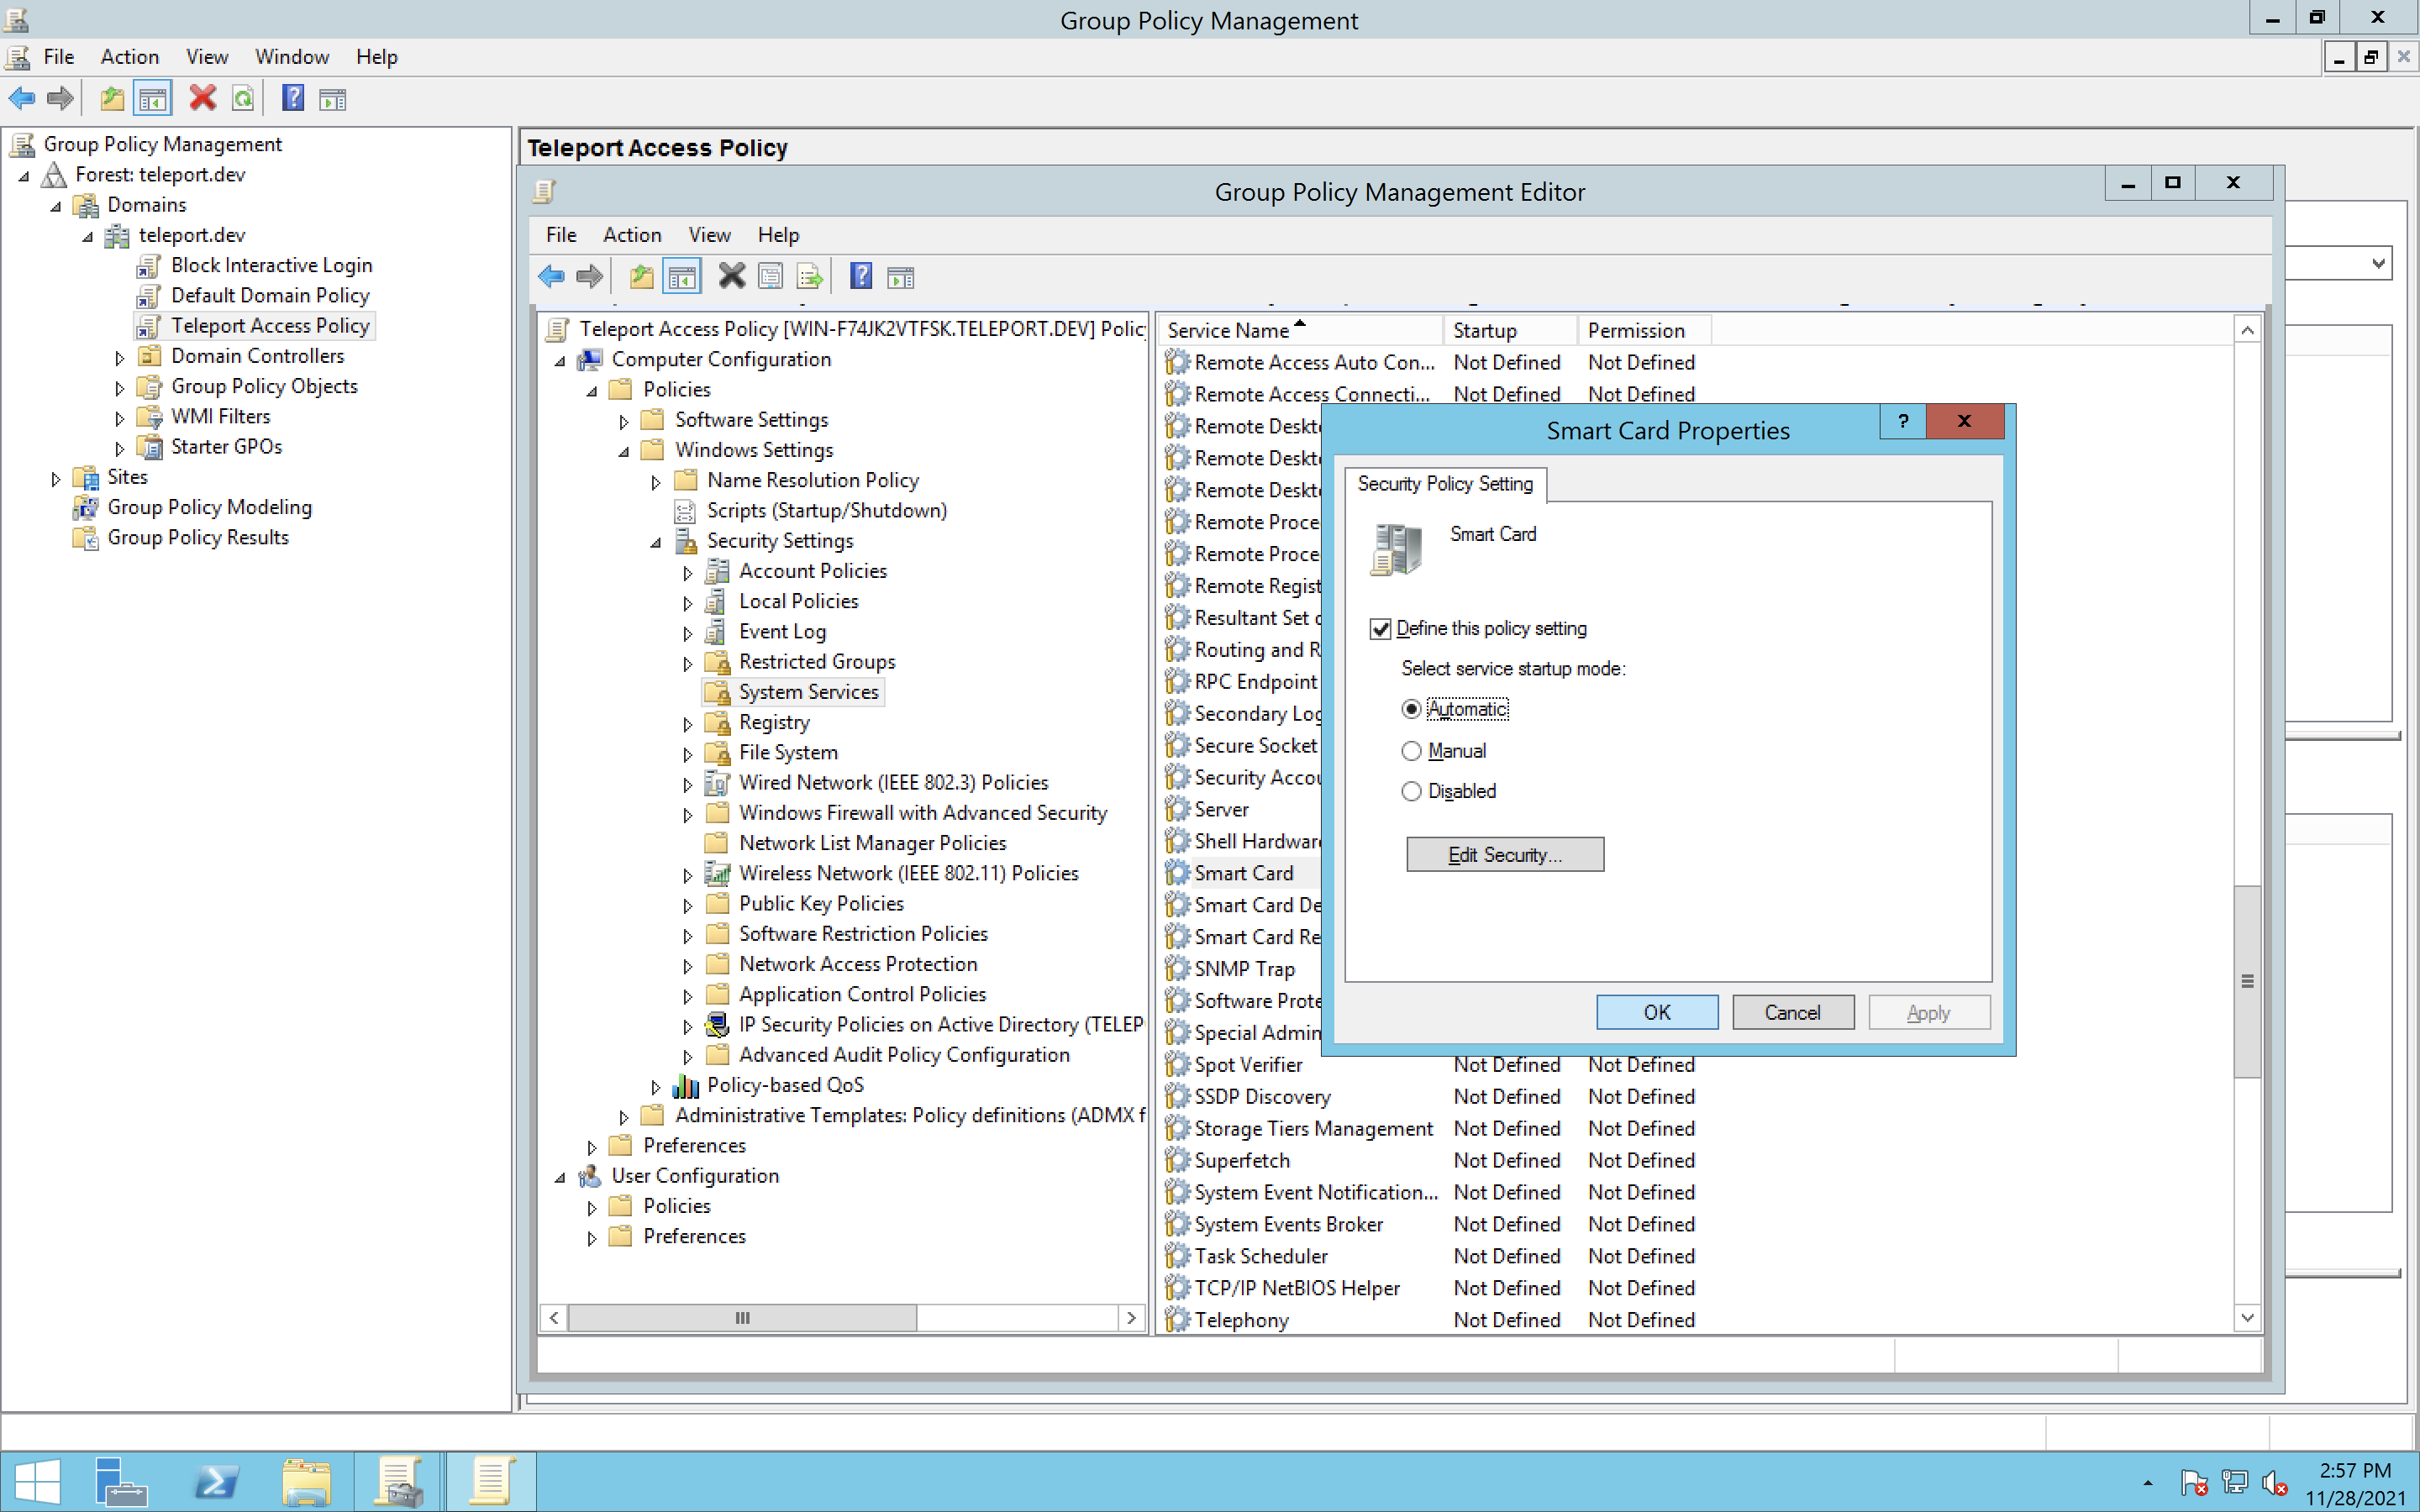 Group Policy Management
File Action View Window Help
Group Policy Management
Forest: teleport.dev
Domains
teleport.dev
Block Interactive Login
Default Domain Policy
Teleport Access Policy
Domain Controllers
Group Policy Objects
WMI Filters
Starter GPOs
Sites
Group Policy Modeling
Group Policy Results
Teleport Access Policy
Group Policy Management Editor
File Action View Help
Teleport Access Policy [WIN-F74JK2VTFSK.TELEPORT.DEV] Polic
Computer Configuration
Policies
Software Settings
Windows Settings
Name Resolution Policy
Scripts (Startup/Shutdown)
Security Settings
Account Policies
Local Policies
Event Log
Restricted Groups
System Services
Registry
File System
Wired Network (IEEE 802.3) Policies
Windows Firewall with Advanced Security
Network List Manager Policies
Wireless Network (IEEE 802.11) Policies
Public Key Policies
Software Restriction Policies
Network Access Protection
Application Control Policies
IP Security Policies on Active Directory (TELEP
Advanced Audit Policy Configuration
Policy-based QoS
Administrative Templates: Policy definitions (ADMX f
Preferences
User Configuration
Policies
Preferences
Service Name Startup Permission
Remote Access Auto Con... Not Defined Not Defined
Remote Access Connecti... Not Defined Not Defined
Remote Deskto
Remote Deskto
Remote Deskto
Remote Proce
Remote Proce
Remote Regist
Resultant Set o
Routing and R
RPC Endpoint
Secondary Log
Secure Socket
Security Accou
Server
Shell Hardware
Smart Card
Smart Card De
Smart Card Re
SNMP Trap
Software Prote
Special Admin
Spot Verifier Not Defined Not Defined
SSDP Discovery Not Defined Not Defined
Storage Tiers Management Not Defined Not Defined
Superfetch Not Defined Not Defined
System Event Notification... Not Defined Not Defined
System Events Broker Not Defined Not Defined
Task Scheduler Not Defined Not Defined
TCP/IP NetBIOS Helper Not Defined Not Defined
Telephony Not Defined Not Defined
Smart Card Properties
Security Policy Setting
Smart Card
Define this policy setting
Select service startup mode:
Automatic
Manual
Disabled
Edit Security...
OK Cancel Apply
2:57 PM
11/28/2021